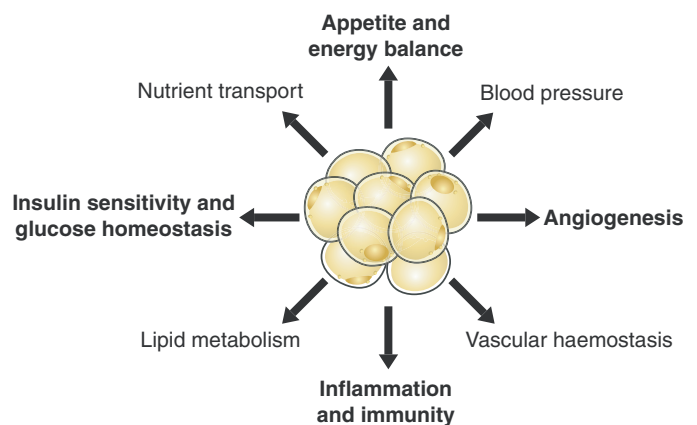 Appetite and
energy balance
Nutrient transport
Blood pressure
Insulin sensitivity and
glucose homeostasis
Angiogenesis
Lipid metabolism
Vascular haemostasis
Inflammation
and immunity